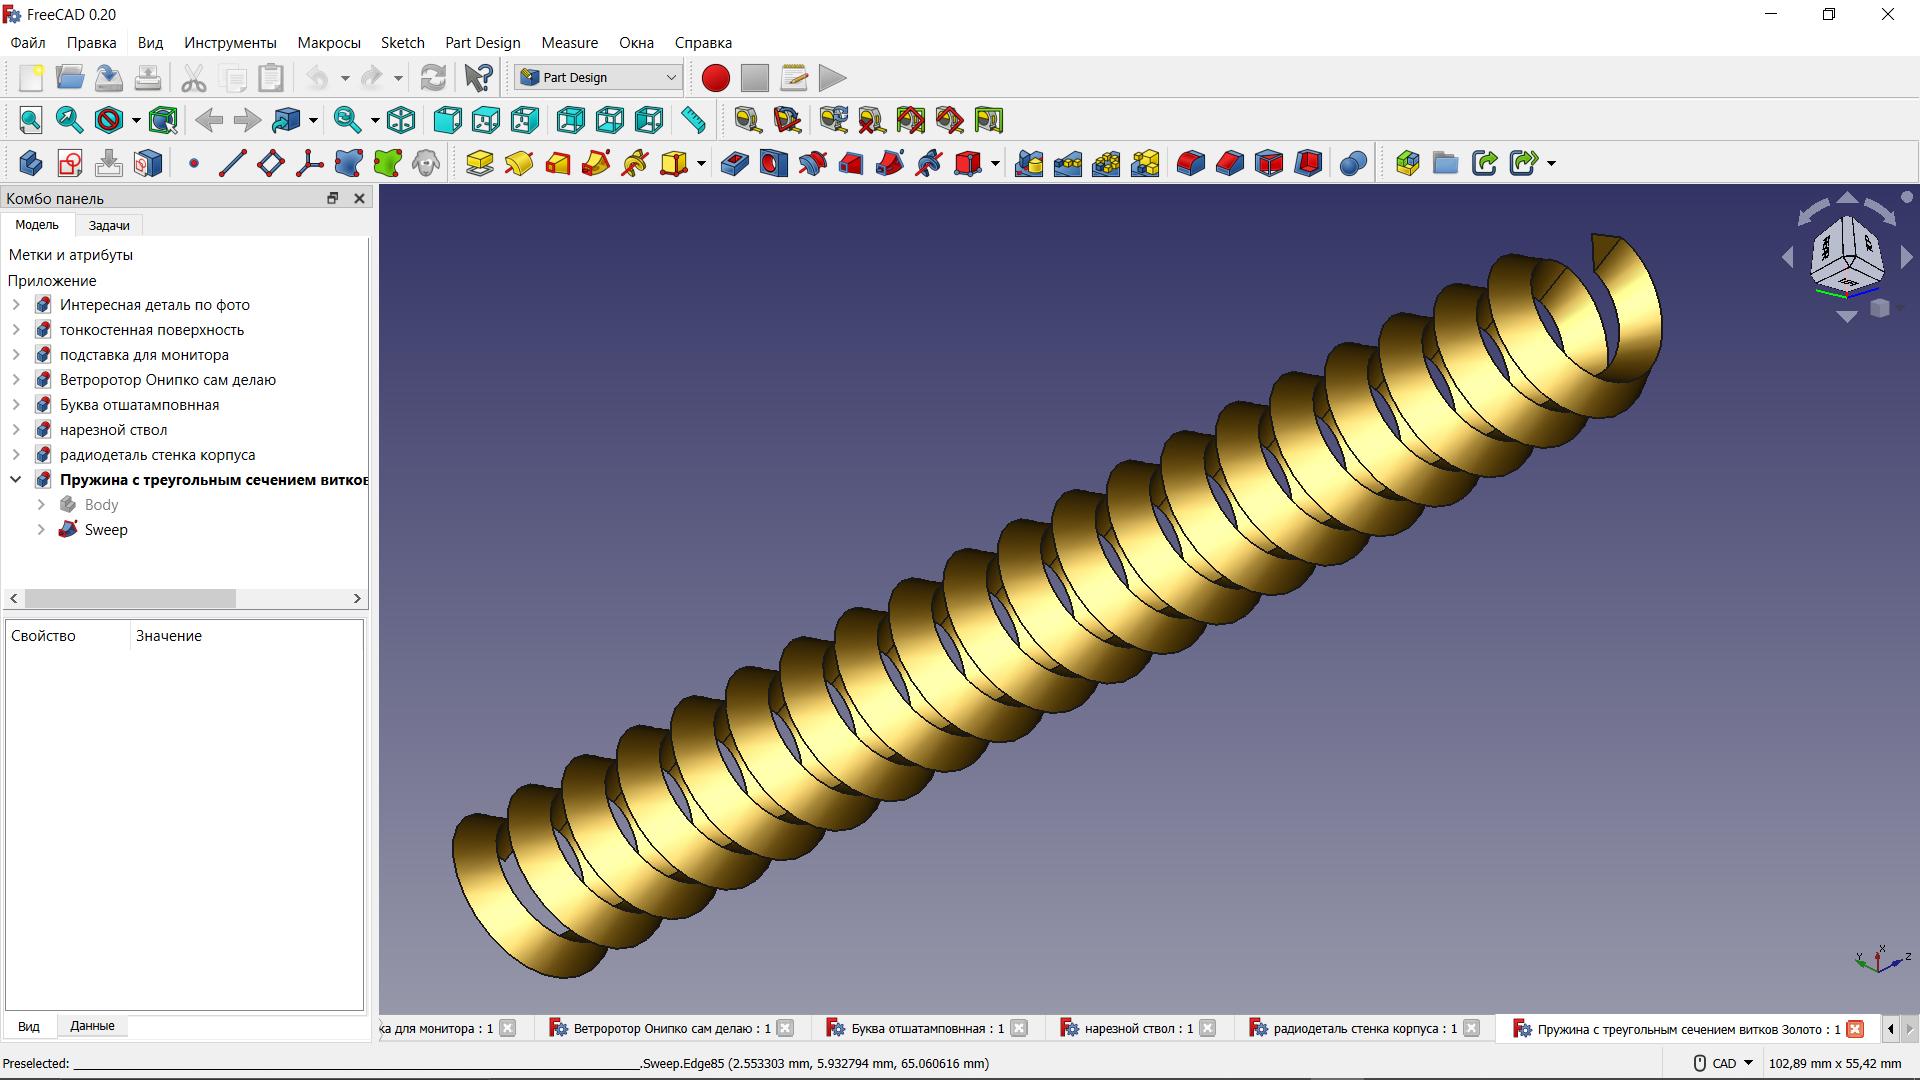 FreeCAD 0.20
Файл Правка Вид Инструменты Макросы Sketch Part Design Measure Окна Справка
Part Design
Комбо панель
Модель Задачи
Метки и атрибуты
Приложение
Интересная деталь по фото
тонкостенная поверхность
подставка для монитора
Ветроротор Онипко сам делаю
Буква отшатамповнная
нарезной ствол
радиодеталь стенка корпуса
Пружина с треугольным сечением витков
Body
Sweep
Свойство Значение
Вид Данные
X
Y
Z
ка для монитора : 1 Ветроротор Онипко сам делаю : 1 Буква отшатамповнная : 1 нарезной ствол : 1 радиодеталь стенка корпуса : 1 Пружина с треугольным сечением витков Золото : 1
Preselected: ______.Sweep.Edge85 (2.553303 mm, 5.932794 mm, 65.060616 mm) CAD 102,89 mm x 55,42 mm